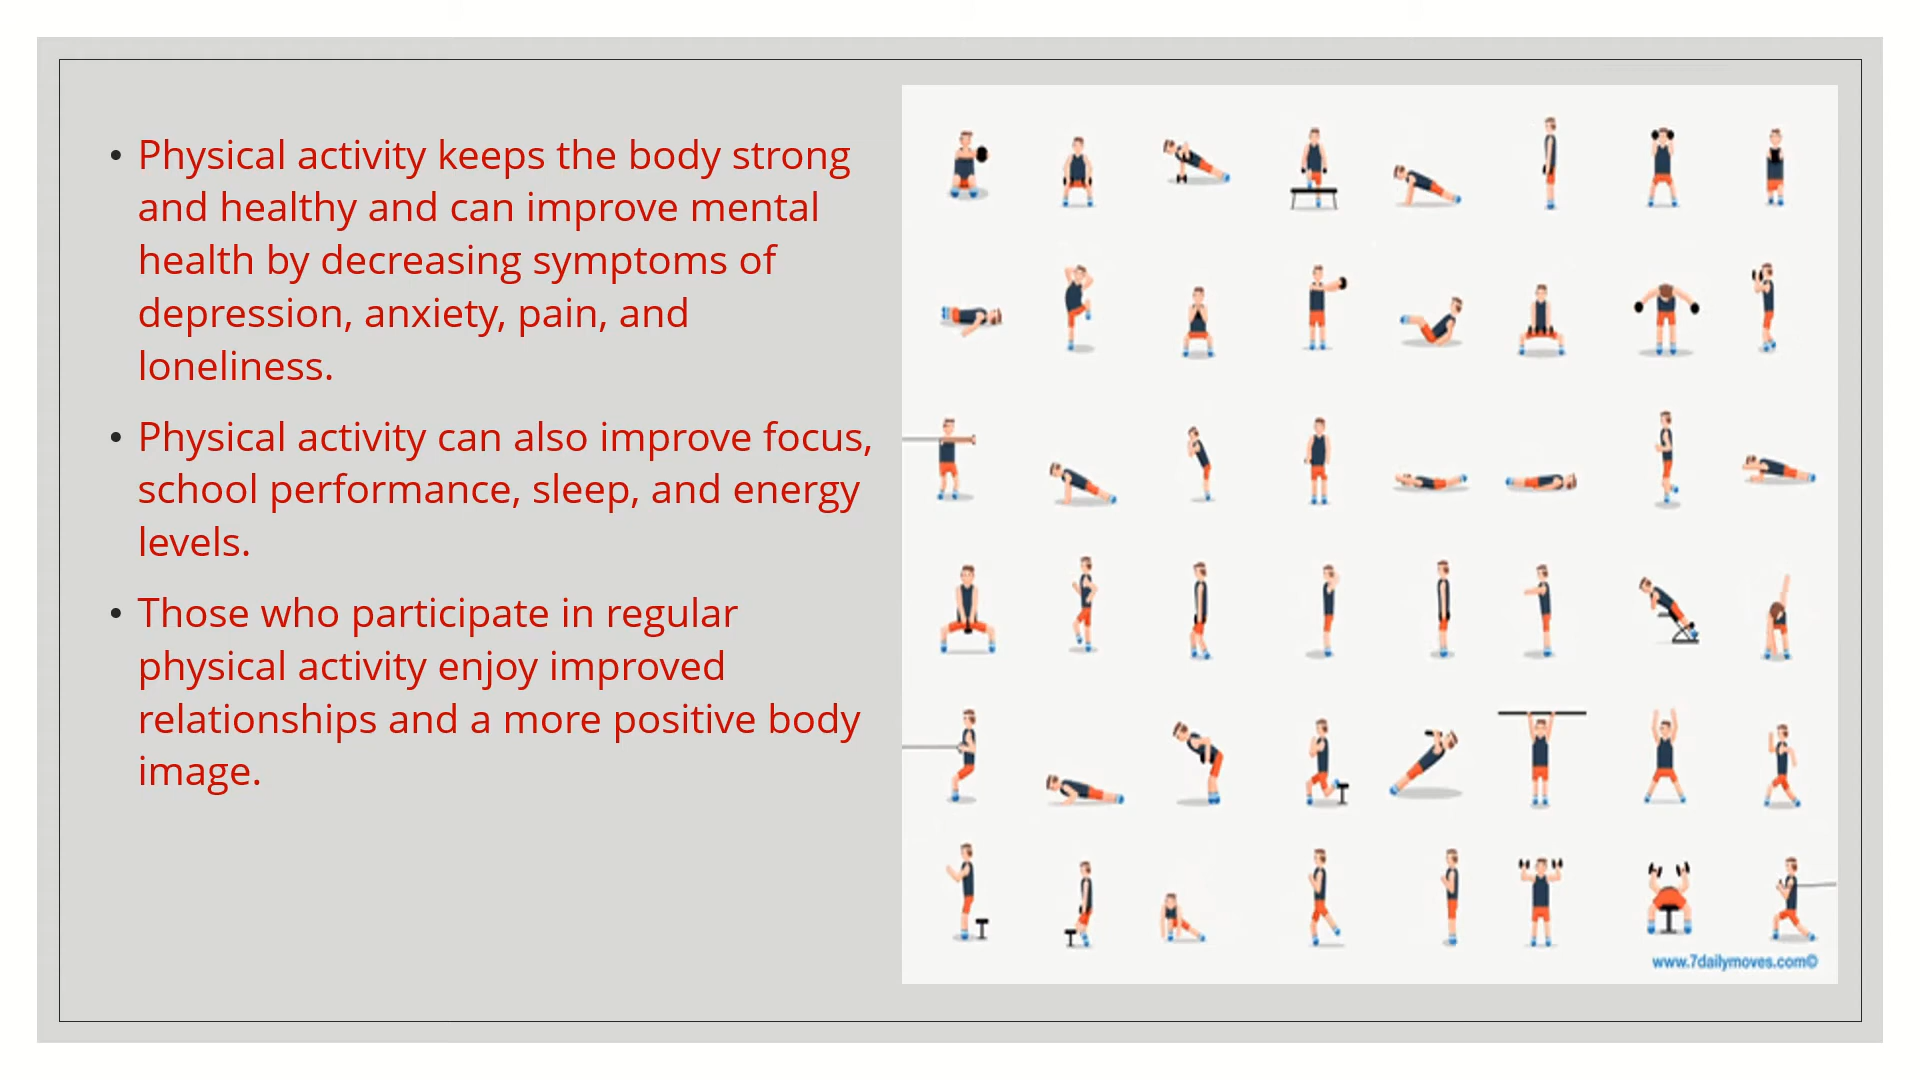 • Physical activity keeps the body strong
and healthy and can improve mental
health by decreasing symptoms of
depression, anxiety, pain, and
loneliness.
• Physical activity can also improve focus,
school performance, sleep, and energy
levels.
• Those who participate in regular
physical activity enjoy improved
relationships and a more positive body
image.
www.7dailymoves.com©